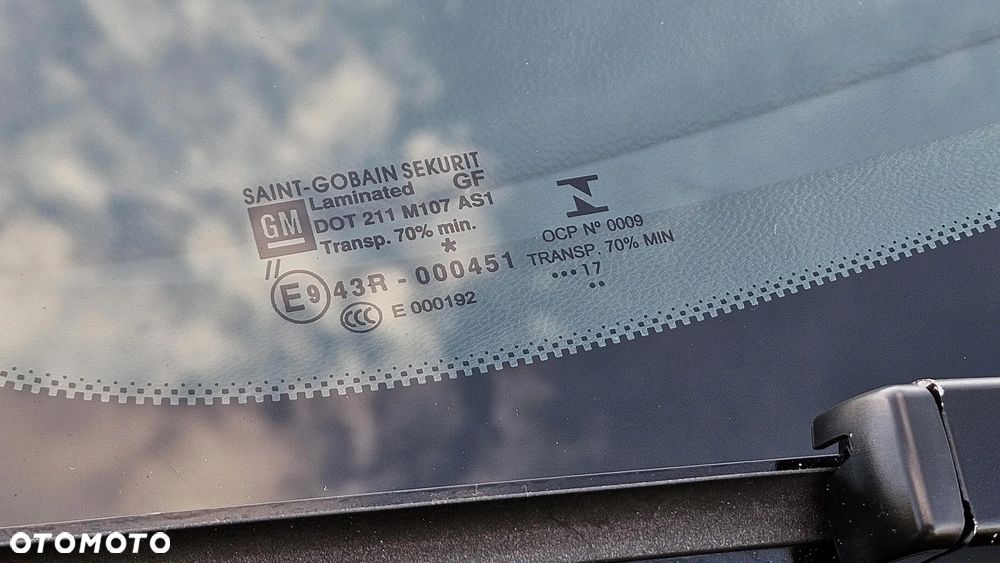 SAINT-GOBAIN SEKURIT
Laminated GF
GM
DOT 211 M107 AS1
Transp. 70% min.
*
//
E9 43R - 000451
CCC E 000192
OCP Nº 0009
TRANSP. 70% MIN
•••17
••
OTOMOTO